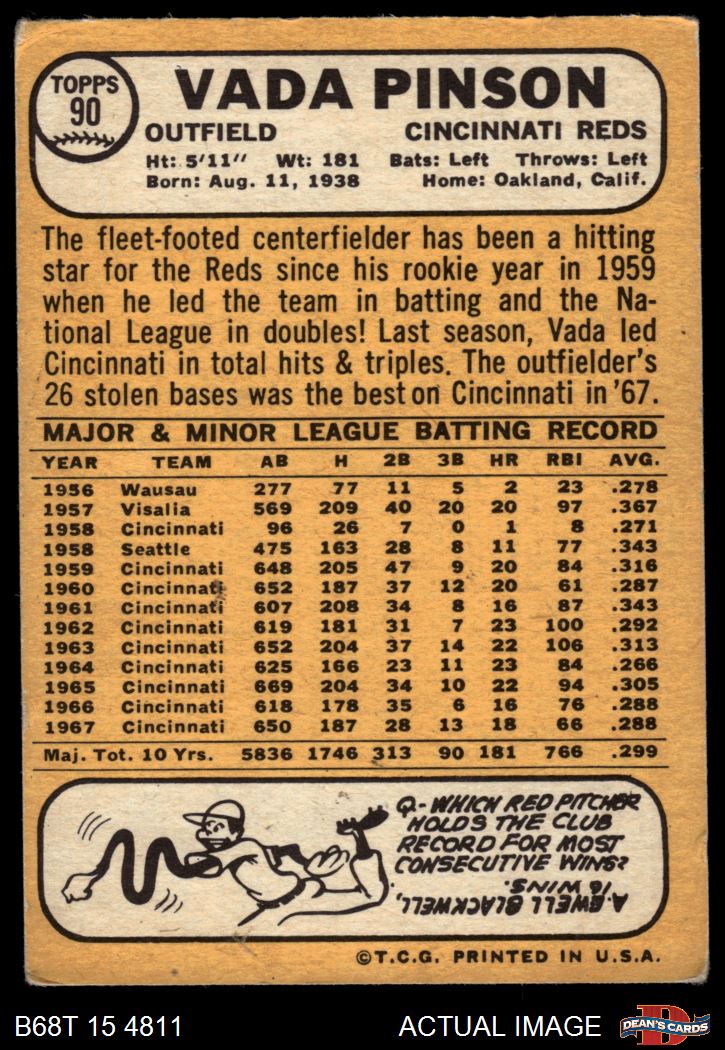 TOPPS
90
VADA PINSON
OUTFIELD CINCINNATI REDS
Ht: 5'11" Wt: 181 Bats: Left Throws: Left
Born: Aug. 11, 1938 Home: Oakland, Calif.
The fleet-footed centerfielder has been a hitting
star for the Reds since his rookie year in 1959
when he led the team in batting and the Na-
tional League in doubles! Last season, Vada led
Cincinnati in total hits & triples. The outfielder's
26 stolen bases was the best on Cincinnati in '67.
MAJOR & MINOR LEAGUE BATTING RECORD
YEAR TEAM AB H 2B 3B HR RBI AVG.
1956 Wausau 277 77 11 5 2 23 .278
1957 Visalia 569 209 40 20 20 97 .367
1958 Cincinnati 96 26 7 0 1 8 .271
1958 Seattle 475 163 28 8 11 77 .343
1959 Cincinnati 648 205 47 9 20 84 .316
1960 Cincinnati 652 187 37 12 20 61 .287
1961 Cincinnati 607 208 34 8 16 87 .343
1962 Cincinnati 619 181 31 7 23 100 .292
1963 Cincinnati 652 204 37 14 22 106 .313
1964 Cincinnati 625 166 23 11 23 84 .266
1965 Cincinnati 669 204 34 10 22 94 .305
1966 Cincinnati 618 178 35 6 16 76 .288
1967 Cincinnati 650 187 28 13 18 66 .288
Maj. Tot. 10 Yrs. 5836 1746 313 90 181 766 .299
Q- WHICH RED PITCHER
HOLDS THE CLUB
RECORD FOR MOST
CONSECUTIVE WINS?
A. EWELL BLACKWELL,
16 WINS.
©T.C.G. PRINTED IN U.S.A.
B68T 15 4811 ACTUAL IMAGE
D
DEAN'S CARDS